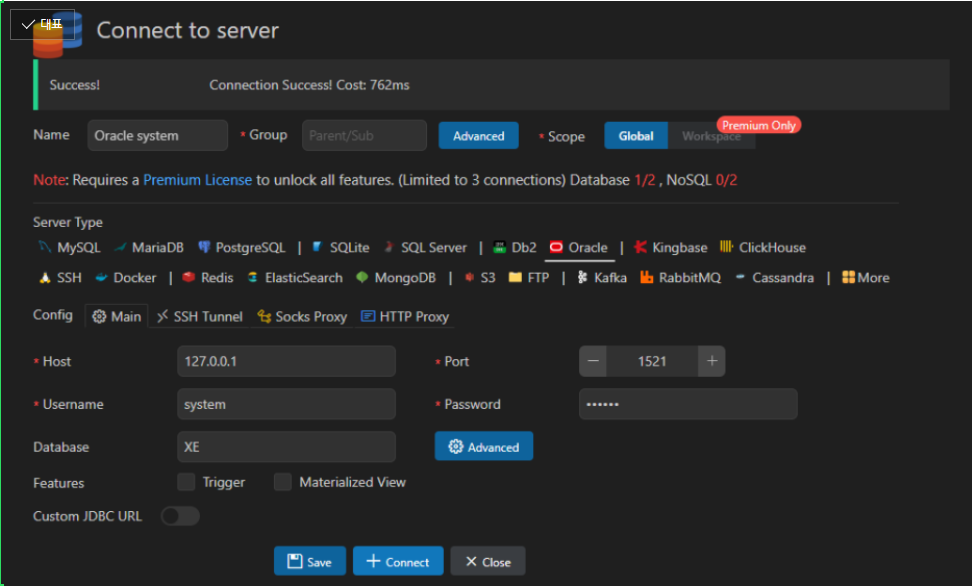 대표
Connect to server
Success! Connection Success! Cost: 762ms
Premium Only
Name Oracle system * Group Parent/Sub Advanced * Scope Global Workspace
Note: Requires a Premium License to unlock all features. (Limited to 3 connections) Database 1/2 , NoSQL 0/2
Server Type
MySQL MariaDB PostgreSQL | SQLite SQL Server | Db2 Oracle | Kingbase ClickHouse
SSH Docker | Redis ElasticSearch MongoDB | S3 FTP | Kafka RabbitMQ Cassandra | More
Config Main SSH Tunnel Socks Proxy HTTP Proxy
* Host 127.0.0.1 * Port − 1521 +
* Username system * Password ••••••
Database XE Advanced
Features Trigger Materialized View
Custom JDBC URL
Save + Connect × Close